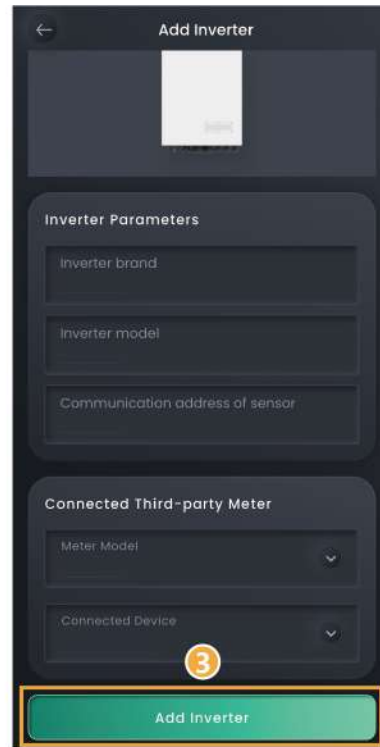 Add Inverter
Inverter Parameters
Inverter brand
Inverter model
Communication address of sensor
Connected Third-party Meter
Meter Model
Connected Device
3
Add Inverter